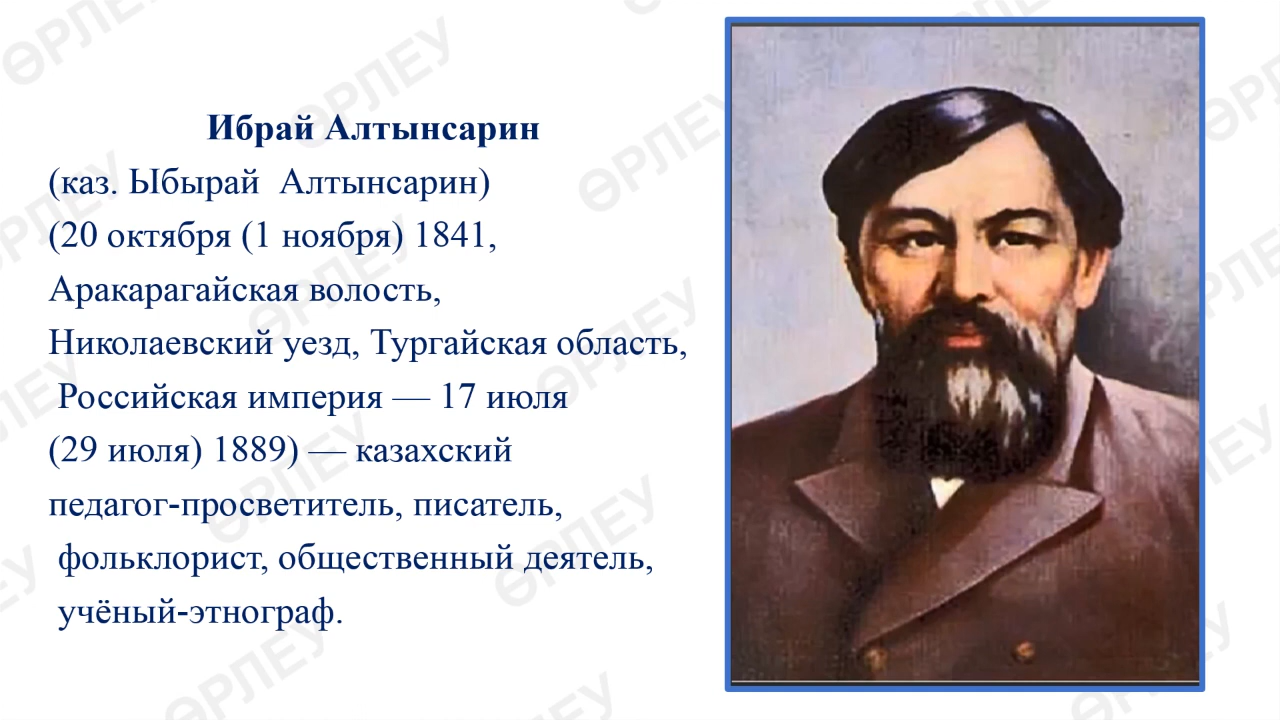 Ибрай Алтынсарин
(каз. Ыбырай  Алтынсарин)
(20 октября (1 ноября) 1841,
Аракарагайская волость,
Николаевский уезд, Тургайская область,
Российская империя — 17 июля
(29 июля) 1889) — казахский
педагог-просветитель, писатель,
фольклорист, общественный деятель,
учёный-этнограф.
ӨРЛЕУ